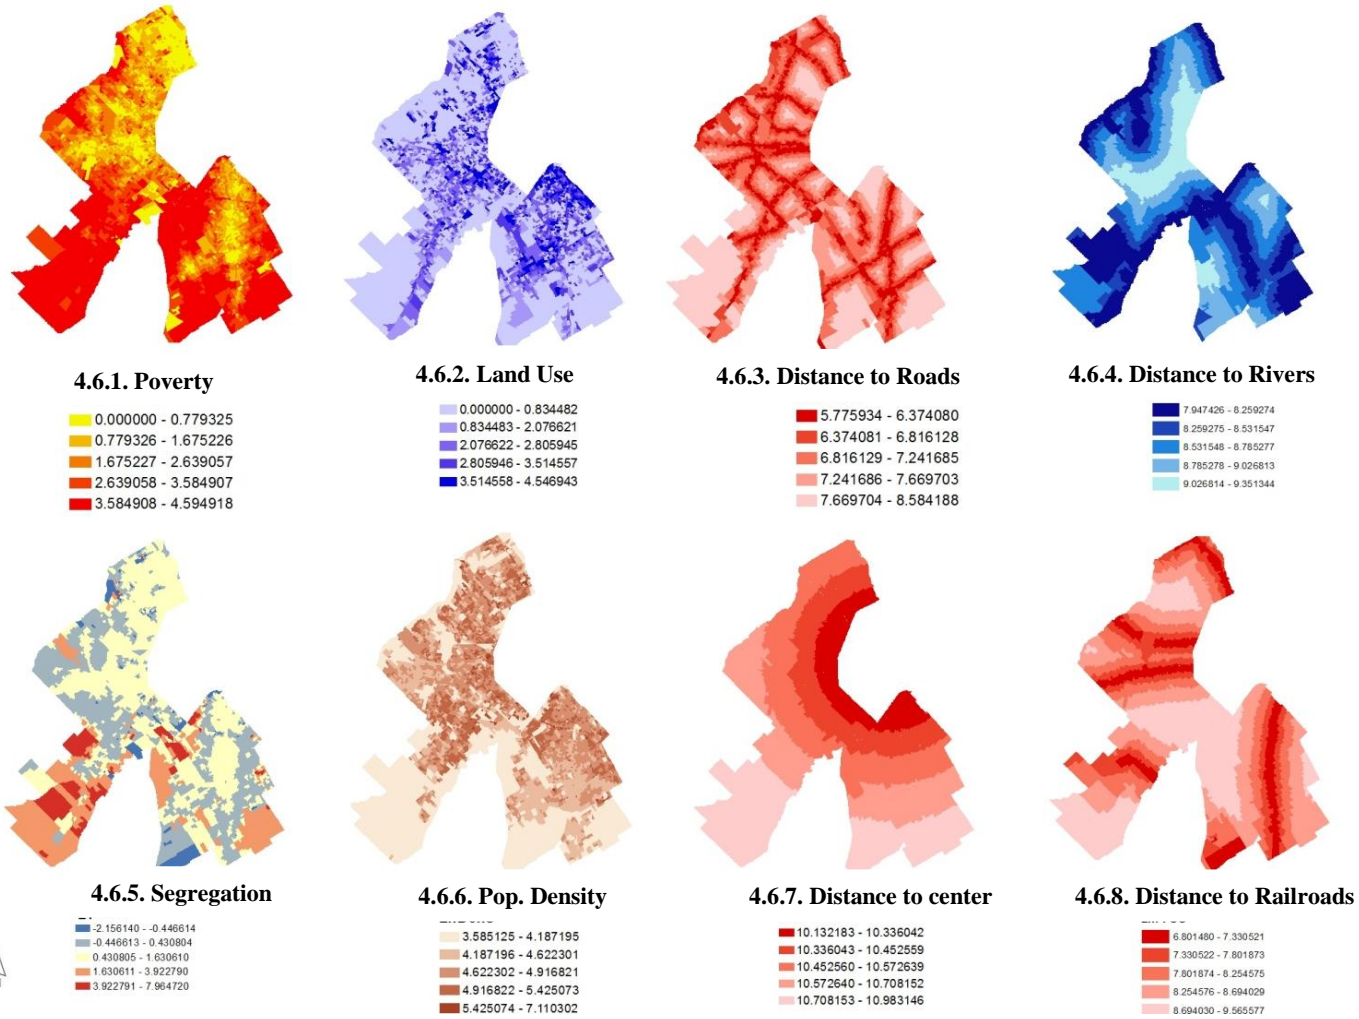 4.6.1. Poverty
0.000000 - 0.779325
0.779326 - 1.675226
1.675227 - 2.639057
2.639058 - 3.584907
3.584908 - 4.594918
4.6.2. Land Use
0.000000 - 0.834482
0.834483 - 2.076621
2.076622 - 2.805945
2.805946 - 3.514557
3.514558 - 4.546943
4.6.3. Distance to Roads
5.775934 - 6.374080
6.374081 - 6.816128
6.816129 - 7.241685
7.241686 - 7.669703
7.669704 - 8.584188
4.6.4. Distance to Rivers
7.947426 - 8.259274
8.259275 - 8.531547
8.531548 - 8.785277
8.785278 - 9.026813
9.026814 - 9.351344
4.6.5. Segregation
-2.156140 - -0.446614
-0.446613 - 0.430804
0.430805 - 1.630610
1.630611 - 3.922790
3.922791 - 7.964720
4.6.6. Pop. Density
3.585125 - 4.187195
4.187196 - 4.622301
4.622302 - 4.916821
4.916822 - 5.425073
5.425074 - 7.110302
4.6.7. Distance to center
10.132183 - 10.336042
10.336043 - 10.452559
10.452560 - 10.572639
10.572640 - 10.708152
10.708153 - 10.983146
4.6.8. Distance to Railroads
6.801480 - 7.330521
7.330522 - 7.801873
7.801874 - 8.254575
8.254576 - 8.694029
8.694030 - 9.565577